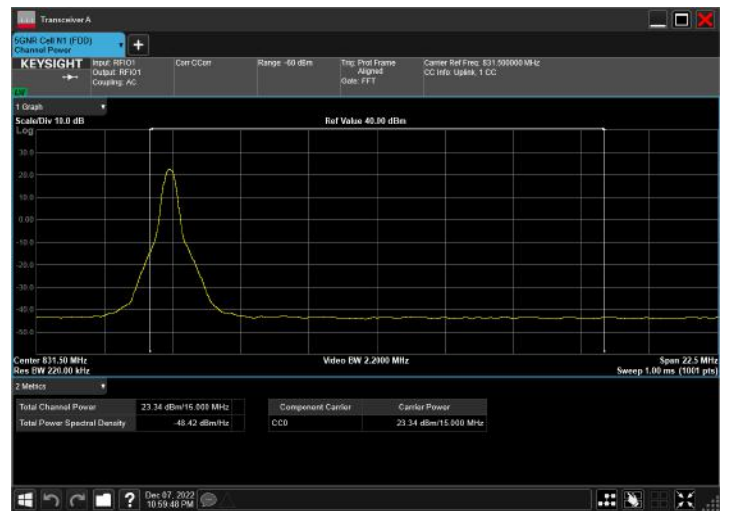 Transceiver A
5GNR Cell N1 (FDD)
Channel Power
+
KEYSIGHT Input: RFIO1 Corr CCorr Range -60 dBm Trig: Prot Frame Carrier Ref Freq: 831.500000 MHz
Output: RFIO1 Aligned CC Info: Uplink, 1 CC
Coupling: AC Gate: FFT
1 Graph
Scale/Div 10.0 dB Ref Value 40.00 dBm
Log
30.0
20.0
10.0
0.00
-10.0
-20.0
-30.0
-40.0
-50.0
Center 831.50 MHz Video BW 2.2000 MHz Span 22.5 MHz
Res BW 220.00 kHz Sweep 1.00 ms (1001 pts)
2 Metrics
Total Channel Power 23.34 dBm/15.000 MHz Component Carrier Carrier Power
Total Power Spectral Density -48.42 dBm/Hz CC0 23.34 dBm/15.000 MHz
? Dec 07, 2022
10:59:48 PM